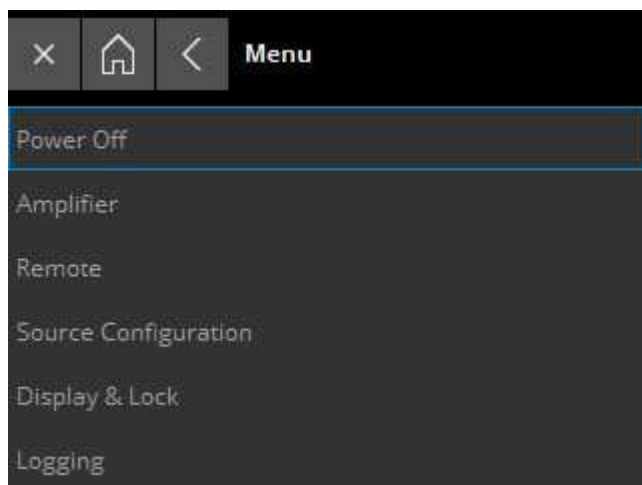 Menu
Power Off
Amplifier
Remote
Source Configuration
Display & Lock
Logging